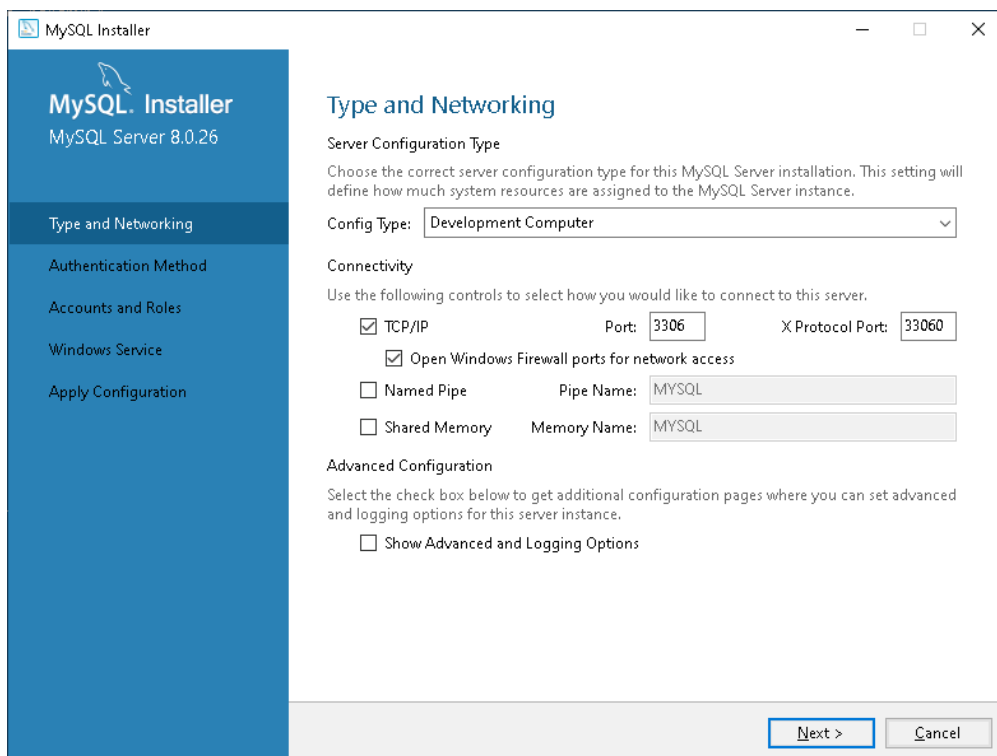 MySQL Installer
MySQL. Installer
MySQL Server 8.0.26
Type and Networking
Authentication Method
Accounts and Roles
Windows Service
Apply Configuration
Type and Networking
Server Configuration Type
Choose the correct server configuration type for this MySQL Server installation. This setting will
define how much system resources are assigned to the MySQL Server instance.
Config Type: Development Computer
Connectivity
Use the following controls to select how you would like to connect to this server.
TCP/IP Port: 3306 X Protocol Port: 33060
Open Windows Firewall ports for network access
Named Pipe Pipe Name: MYSQL
Shared Memory Memory Name: MYSQL
Advanced Configuration
Select the check box below to get additional configuration pages where you can set advanced
and logging options for this server instance.
Show Advanced and Logging Options
Next > Cancel